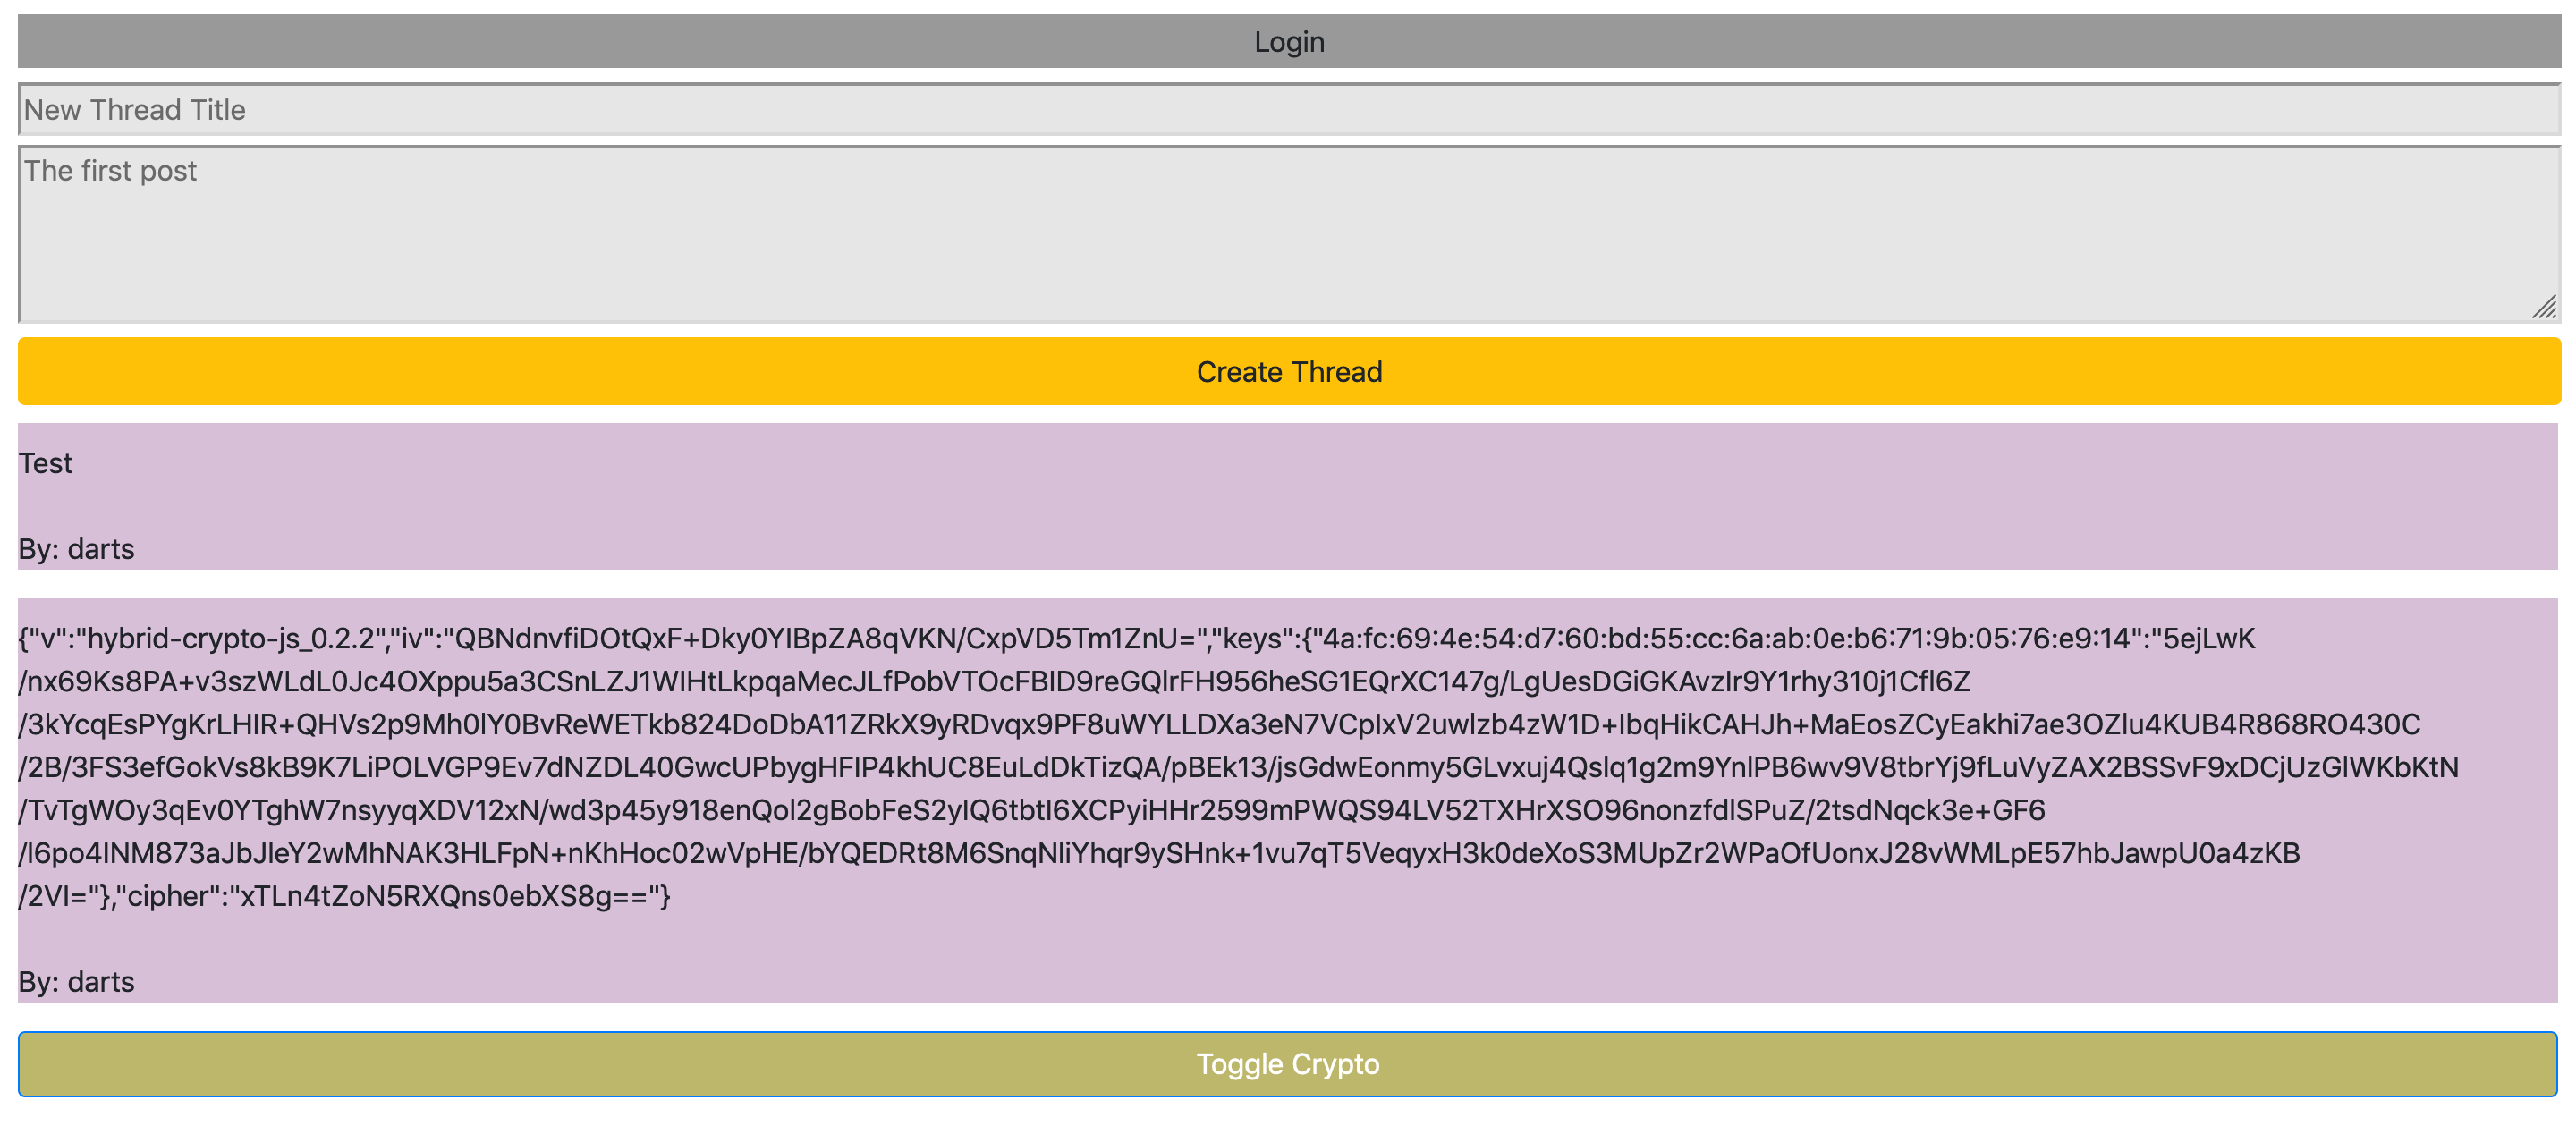 Login
New Thread Title
The first post
Create Thread
Test
By: darts
{"v":"hybrid-crypto-js_0.2.2","iv":"QBNdnvfiDOtQxF+Dky0YIBpZA8qVKN/CxpVD5Tm1ZnU=","keys":{"4a:fc:69:4e:54:d7:60:bd:55:cc:6a:ab:0e:b6:71:9b:05:76:e9:14":"5ejLwK
/nx69Ks8PA+v3szWLdL0Jc4OXppu5a3CSnLZJ1WIHtLkpqaMecJLfPobVTOcFBID9reGQlrFH956heSG1EQrXC147g/LgUesDGiGKAvzIr9Y1rhy310j1Cfl6Z
/3kYcqEsPYgKrLHIR+QHVs2p9Mh0lY0BvReWETkb824DoDbA11ZRkX9yRDvqx9PF8uWYLLDXa3eN7VCpIxV2uwlzb4zW1D+IbqHikCAHJh+MaEosZCyEakhi7ae3OZlu4KUB4R868RO430C
/2B/3FS3efGokVs8kB9K7LiPOLVGP9Ev7dNZDL40GwcUPbygHFIP4khUC8EuLdDkTizQA/pBEk13/jsGdwEonmy5GLvxuj4Qslq1g2m9YnlPB6wv9V8tbrYj9fLuVyZAX2BSSvF9xDCjUzGlWKbKtN
/TvTgWOy3qEv0YTghW7nsyyqXDV12xN/wd3p45y918enQol2gBobFeS2yIQ6tbtI6XCPyiHHr2599mPWQS94LV52TXHrXSO96nonzfdlSPuZ/2tsdNqck3e+GF6
/l6po4INM873aJbJleY2wMhNAK3HLFpN+nKhHoc02wVpHE/bYQEDRt8M6SnqNliYhqr9ySHnk+1vu7qT5VeqyxH3k0deXoS3MUpZr2WPaOfUonxJ28vWMLpE57hbJawpU0a4zKB
/2VI="},"cipher":"xTLn4tZoN5RXQns0ebXS8g=="}
By: darts
Toggle Crypto